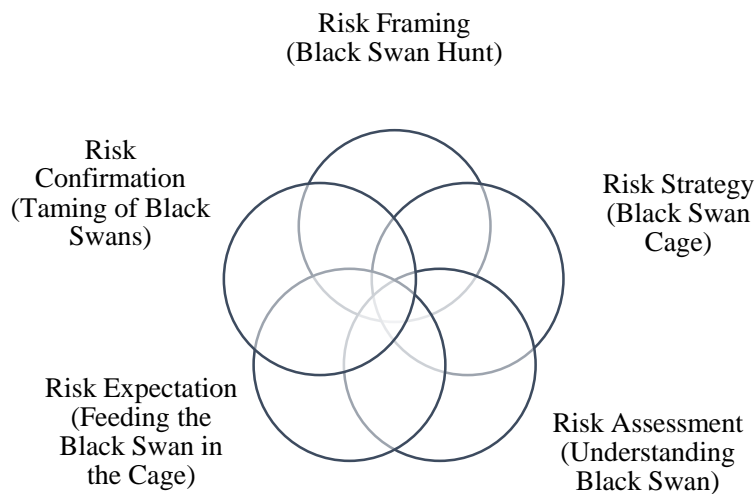 Risk Framing
(Black Swan Hunt)
Risk
Confirmation
(Taming of Black
Swans)
Risk Strategy
(Black Swan
Cage)
Risk Expectation
(Feeding the
Black Swan in
the Cage)
Risk Assessment
(Understanding
Black Swan)